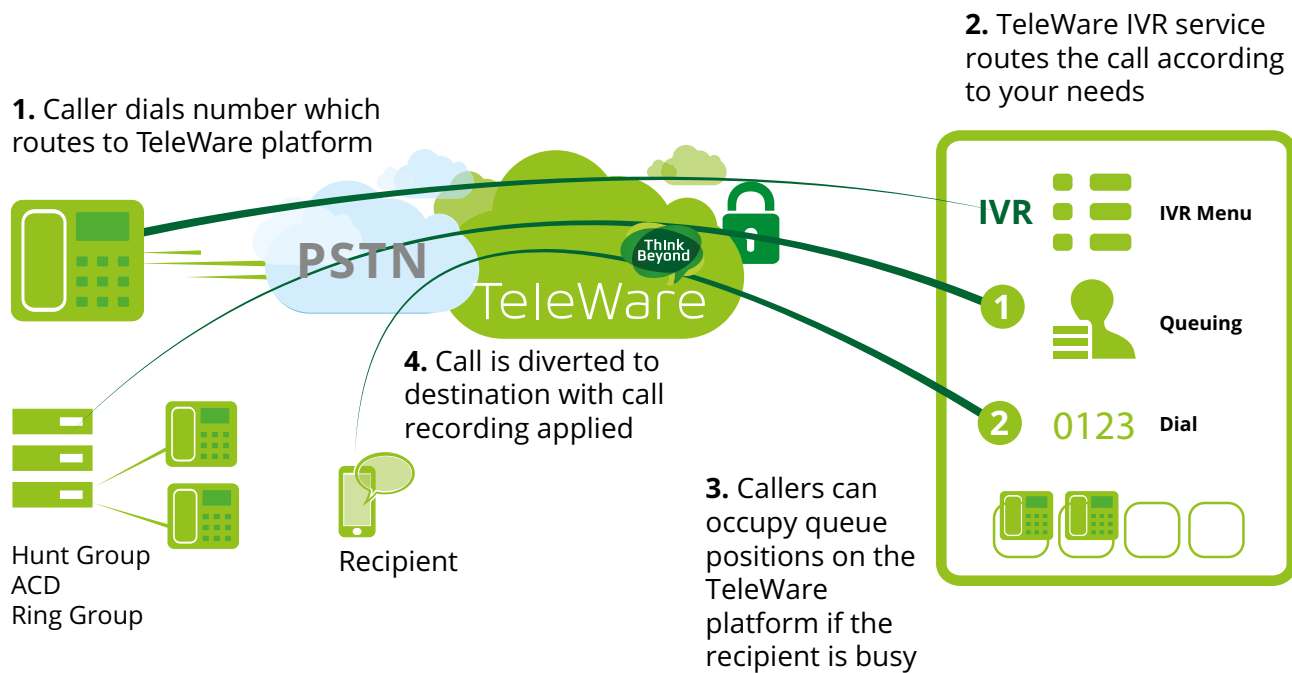 1. Caller dials number which
routes to TeleWare platform
2. TeleWare IVR service
routes the call according
to your needs
PSTN
TeleWare
ThInk
Beyond
IVR
IVR Menu
1
Queuing
2
0123
Dial
4. Call is diverted to
destination with call
recording applied
3. Callers can
occupy queue
positions on the
TeleWare
platform if the
recipient is busy
Hunt Group
ACD
Ring Group
Recipient